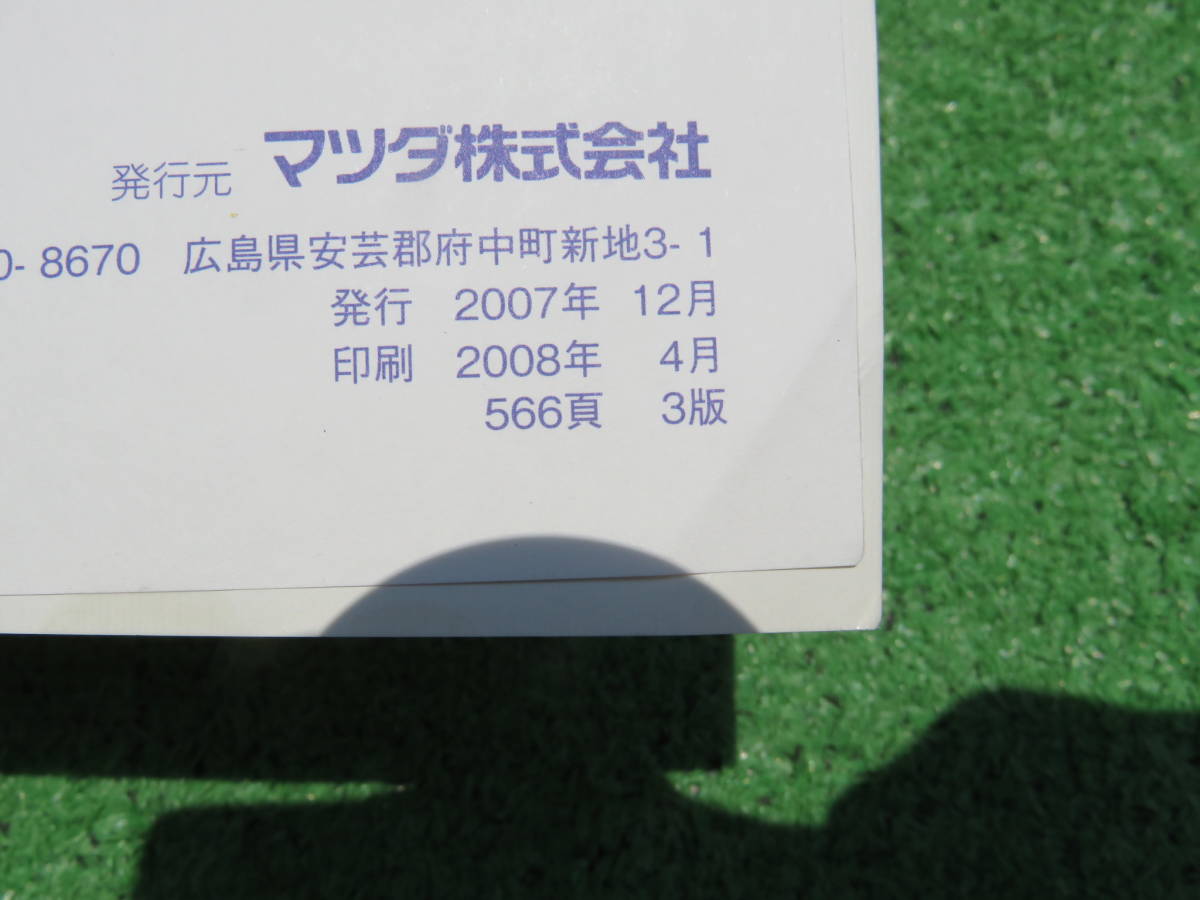 発行元 マツダ株式会社
0-8670 広島県安芸郡府中町新地3-1
発行 2007年 12月
印刷 2008年 4月
566頁 3版